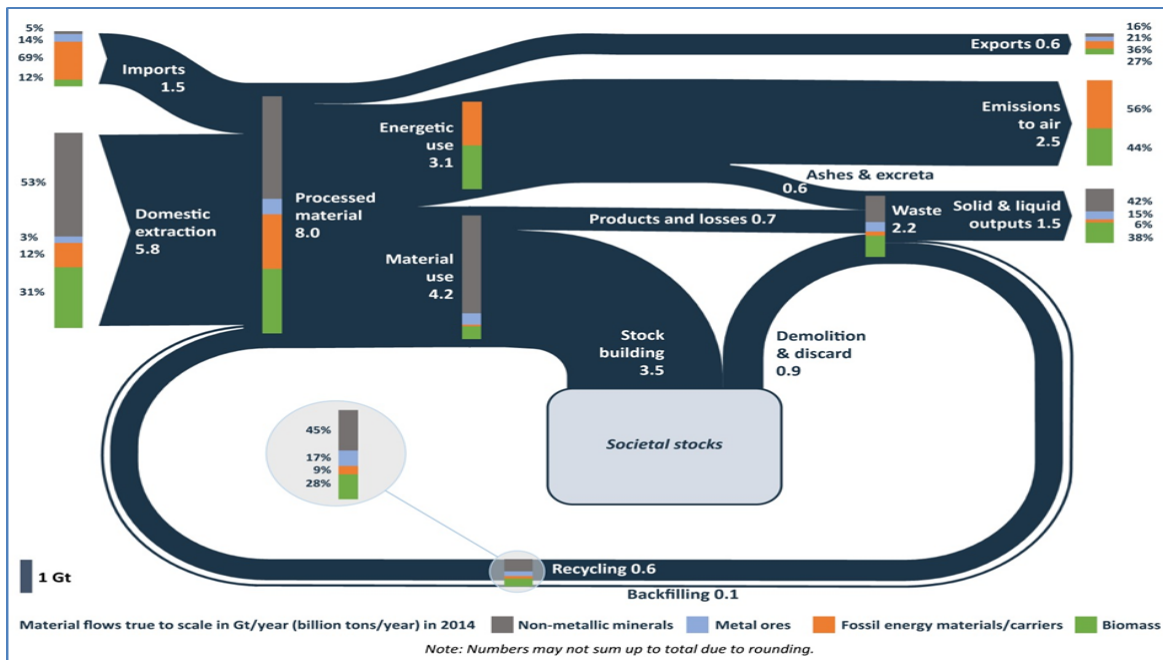 5%
14%
69%
12%
Imports
1.5
53%
3%
12%
31%
Domestic
extraction
5.8
Processed
material
8.0
Energetic
use
3.1
Material
use
4.2
Exports 0.6
16%
21%
36%
27%
Emissions
to air
2.5
56%
44%
Ashes & excreta
0.6
Products and losses 0.7
Waste
2.2
Solid & liquid
outputs 1.5
42%
15%
6%
38%
Stock
building
3.5
Demolition
& discard
0.9
Societal stocks
45%
17%
9%
28%
Recycling 0.6
Backfilling 0.1
1 Gt
Material flows true to scale in Gt/year (billion tons/year) in 2014 Non-metallic minerals Metal ores Fossil energy materials/carriers Biomass
Note: Numbers may not sum up to total due to rounding.